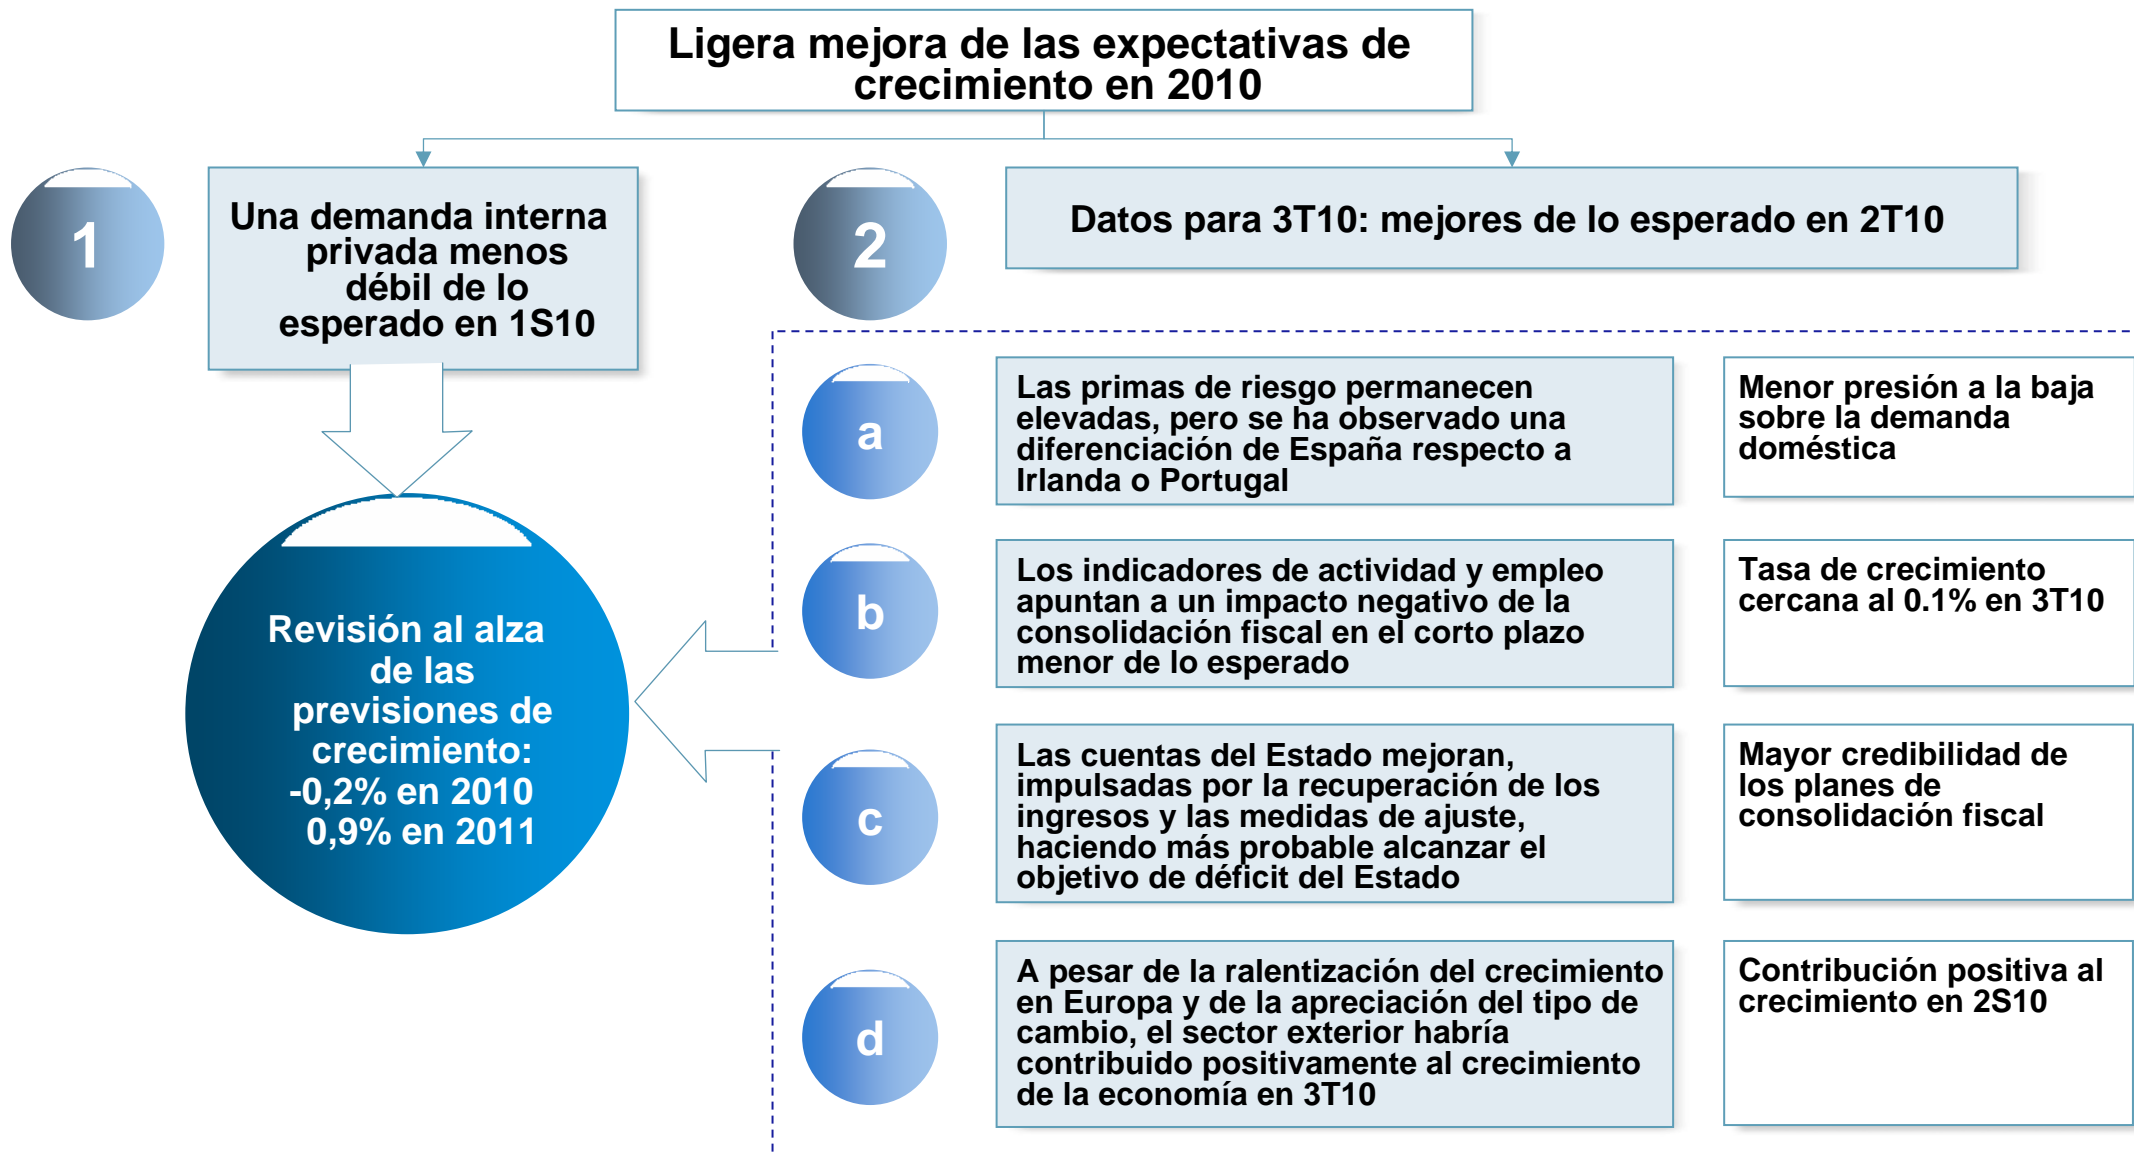 Ligera mejora de las expectativas de
crecimiento en 2010
1
Una demanda interna
privada menos
débil de lo
esperado en 1S10
2
Datos para 3T10: mejores de lo esperado en 2T10
Revisión al alza
de las
previsiones de
crecimiento:
-0,2% en 2010
0,9% en 2011
a
Las primas de riesgo permanecen
elevadas, pero se ha observado una
diferenciación de España respecto a
Irlanda o Portugal
Menor presión a la baja
sobre la demanda
doméstica
b
Los indicadores de actividad y empleo
apuntan a un impacto negativo de la
consolidación fiscal en el corto plazo
menor de lo esperado
Tasa de crecimiento
cercana al 0.1% en 3T10
c
Las cuentas del Estado mejoran,
impulsadas por la recuperación de los
ingresos y las medidas de ajuste,
haciendo más probable alcanzar el
objetivo de déficit del Estado
Mayor credibilidad de
los planes de
consolidación fiscal
d
A pesar de la ralentización del crecimiento
en Europa y de la apreciación del tipo de
cambio, el sector exterior habría
contribuido positivamente al crecimiento
de la economía en 3T10
Contribución positiva al
crecimiento en 2S10